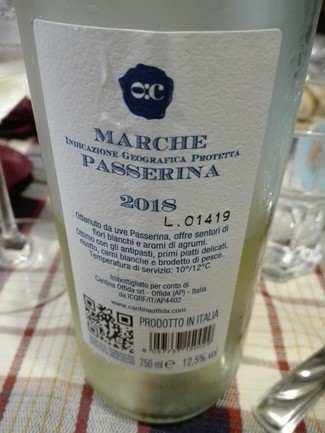 o:c
MARCHE
INDICAZIONE GEOGRAFICA PROTETTA
PASSERINA
2018
L.01419
Ottenuto da uve Passerina, offre sentori di
fiori bianchi e aromi di agrumi.
Ottimo con gli antipasti, primi piatti delicati,
risotto, carni bianche e brodetto di pesce.
Temperatura di servizio: 10°/12°C.
Imbottigliato per conto di
Cantina Offida srl - Offida (AP) - Italia
da ICQRF/IT/AP4402
www.cantinaoffida.com
PRODOTTO IN ITALIA
750 ml e 12,5% vol